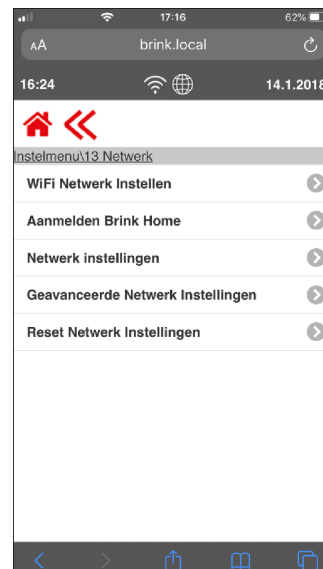 17:16
62%
AA
brink.local
16:24
14.1.2018
Instelmenu\13 Netwerk
WiFi Netwerk Instellen
Aanmelden Brink Home
Netwerk instellingen
Geavanceerde Netwerk Instellingen
Reset Netwerk Instellingen